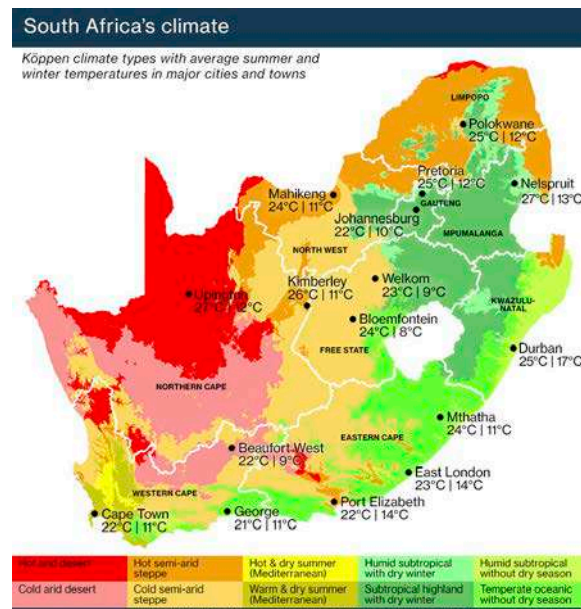 South Africa's climate
Köppen climate types with average summer and
winter temperatures in major cities and towns
LIMPOPO
Polokwane
25°C | 12°C
Pretoria
25°C | 12°C
GAUTENG
Nelspruit
27°C | 13°C
Mahikeng
24°C | 11°C
Johannesburg
22°C | 10°C
MPUMALANGA
NORTH WEST
Upington
27°C | 12°C
Kimberley
26°C | 11°C
Welkom
23°C | 9°C
KWAZULU-
NATAL
Bloemfontein
24°C | 8°C
FREE STATE
Durban
25°C | 17°C
NORTHERN CAPE
Mthatha
24°C | 11°C
EASTERN CAPE
Beaufort West
22°C | 9°C
East London
23°C | 14°C
WESTERN CAPE
Port Elizabeth
22°C | 14°C
Cape Town
22°C | 11°C
George
21°C | 11°C
Hot arid desert
Hot semi-arid
steppe
Hot & dry summer
(Mediterranean)
Humid subtropical
with dry winter
Humid subtropical
without dry season
Cold arid desert
Cold semi-arid
steppe
Warm & dry summer
(Mediterranean)
Subtropical highland
with dry winter
Temperate oceanic
without dry season